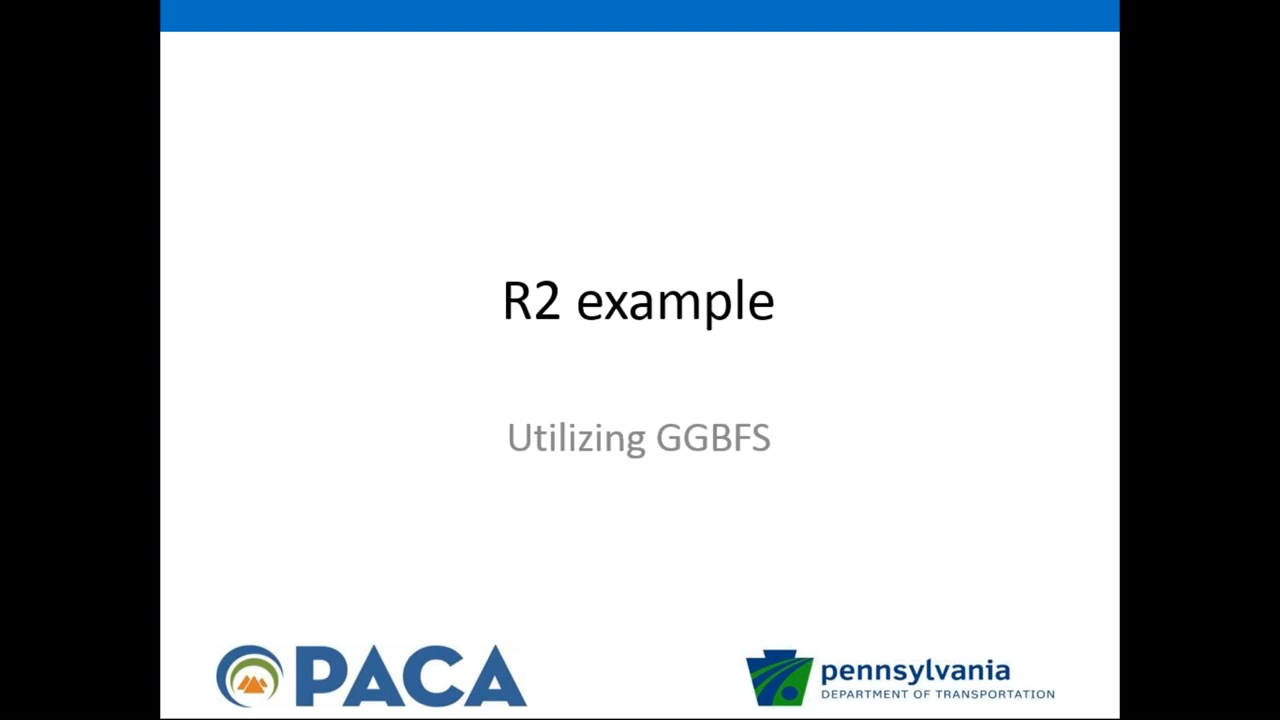 R2 example
Utilizing GGBFS
PACA
pennsylvania
DEPARTMENT OF TRANSPORTATION